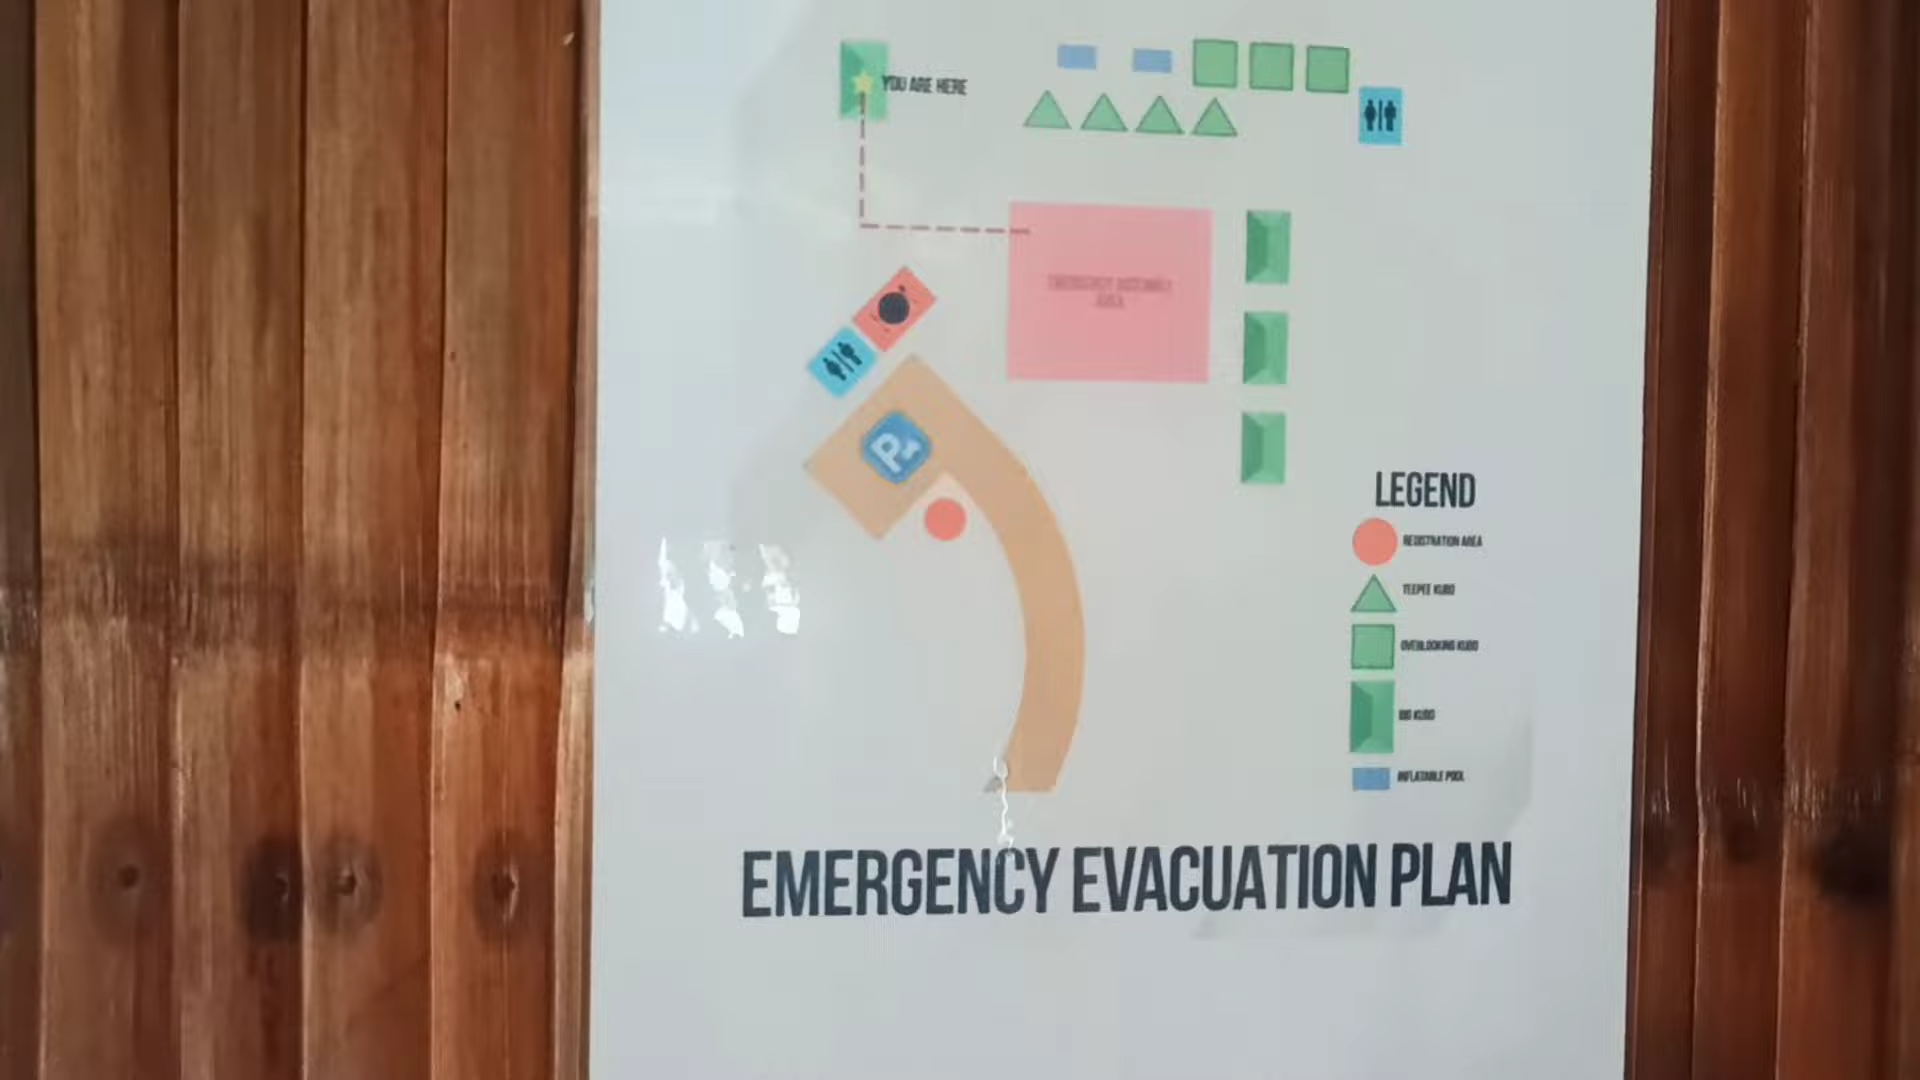 YOU ARE HERE
EMERGENCY ASSEMBLY
AREA
P
LEGEND
REGISTRATION AREA
TEEPEE KUBO
OVERLOOKING KUBO
BIG KUBO
INFLATABLE POOL
EMERGENCY EVACUATION PLAN